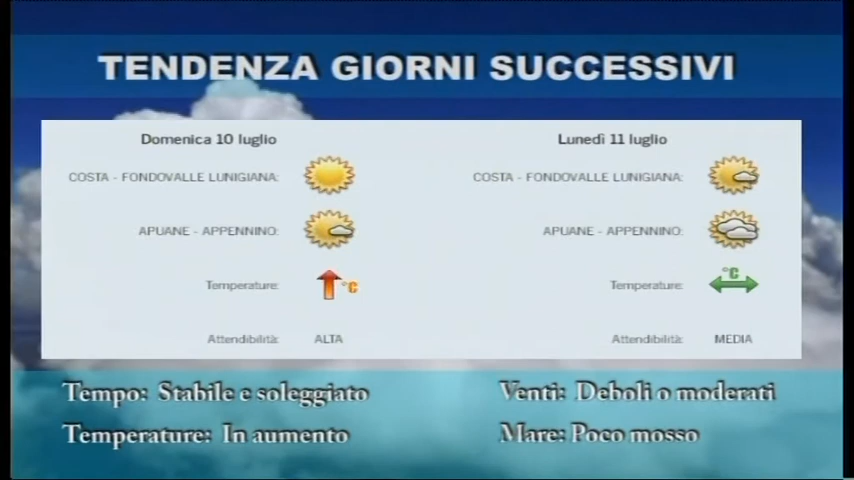 TENDENZA GIORNI SUCCESSIVI
Domenica 10 luglio
COSTA - FONDOVALLE LUNIGIANA:
APUANE - APPENNINO:
Temperature: °C
Attendibilità: ALTA
Lunedì 11 luglio
COSTA - FONDOVALLE LUNIGIANA:
APUANE - APPENNINO:
Temperature: °C
Attendibilità: MEDIA
Tempo: Stabile e soleggiato
Temperature: In aumento
Venti: Deboli o moderati
Mare: Poco mosso